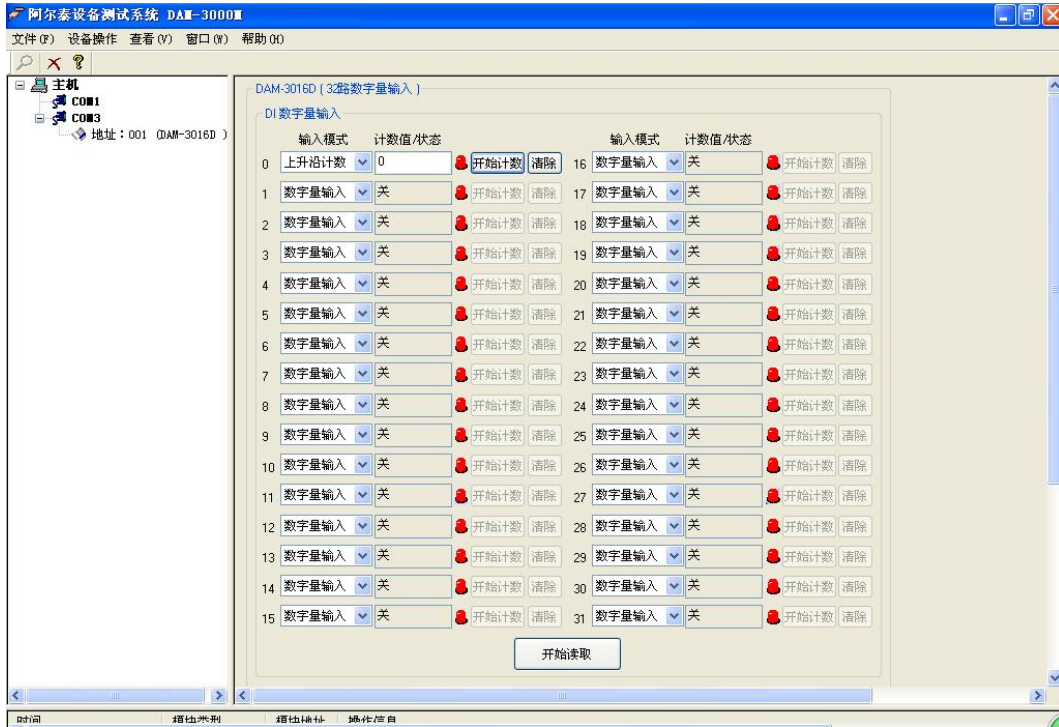 阿尔泰设备测试系统 DAM-3000M
文件(F) 设备操作 查看(V) 窗口(W) 帮助(H)
主机
COM1
COM3
地址：001 (DAM-3016D )
DAM-3016D ( 32路数字量输入 )
DI 数字量输入
输入模式 计数值/状态 输入模式 计数值/状态
0 上升沿计数 0 开始计数 清除 16 数字量输入 关 开始计数 清除
1 数字量输入 关 开始计数 清除 17 数字量输入 关 开始计数 清除
2 数字量输入 关 开始计数 清除 18 数字量输入 关 开始计数 清除
3 数字量输入 关 开始计数 清除 19 数字量输入 关 开始计数 清除
4 数字量输入 关 开始计数 清除 20 数字量输入 关 开始计数 清除
5 数字量输入 关 开始计数 清除 21 数字量输入 关 开始计数 清除
6 数字量输入 关 开始计数 清除 22 数字量输入 关 开始计数 清除
7 数字量输入 关 开始计数 清除 23 数字量输入 关 开始计数 清除
8 数字量输入 关 开始计数 清除 24 数字量输入 关 开始计数 清除
9 数字量输入 关 开始计数 清除 25 数字量输入 关 开始计数 清除
10 数字量输入 关 开始计数 清除 26 数字量输入 关 开始计数 清除
11 数字量输入 关 开始计数 清除 27 数字量输入 关 开始计数 清除
12 数字量输入 关 开始计数 清除 28 数字量输入 关 开始计数 清除
13 数字量输入 关 开始计数 清除 29 数字量输入 关 开始计数 清除
14 数字量输入 关 开始计数 清除 30 数字量输入 关 开始计数 清除
15 数字量输入 关 开始计数 清除 31 数字量输入 关 开始计数 清除
开始读取
时间 模块类型 模块地址 操作信息